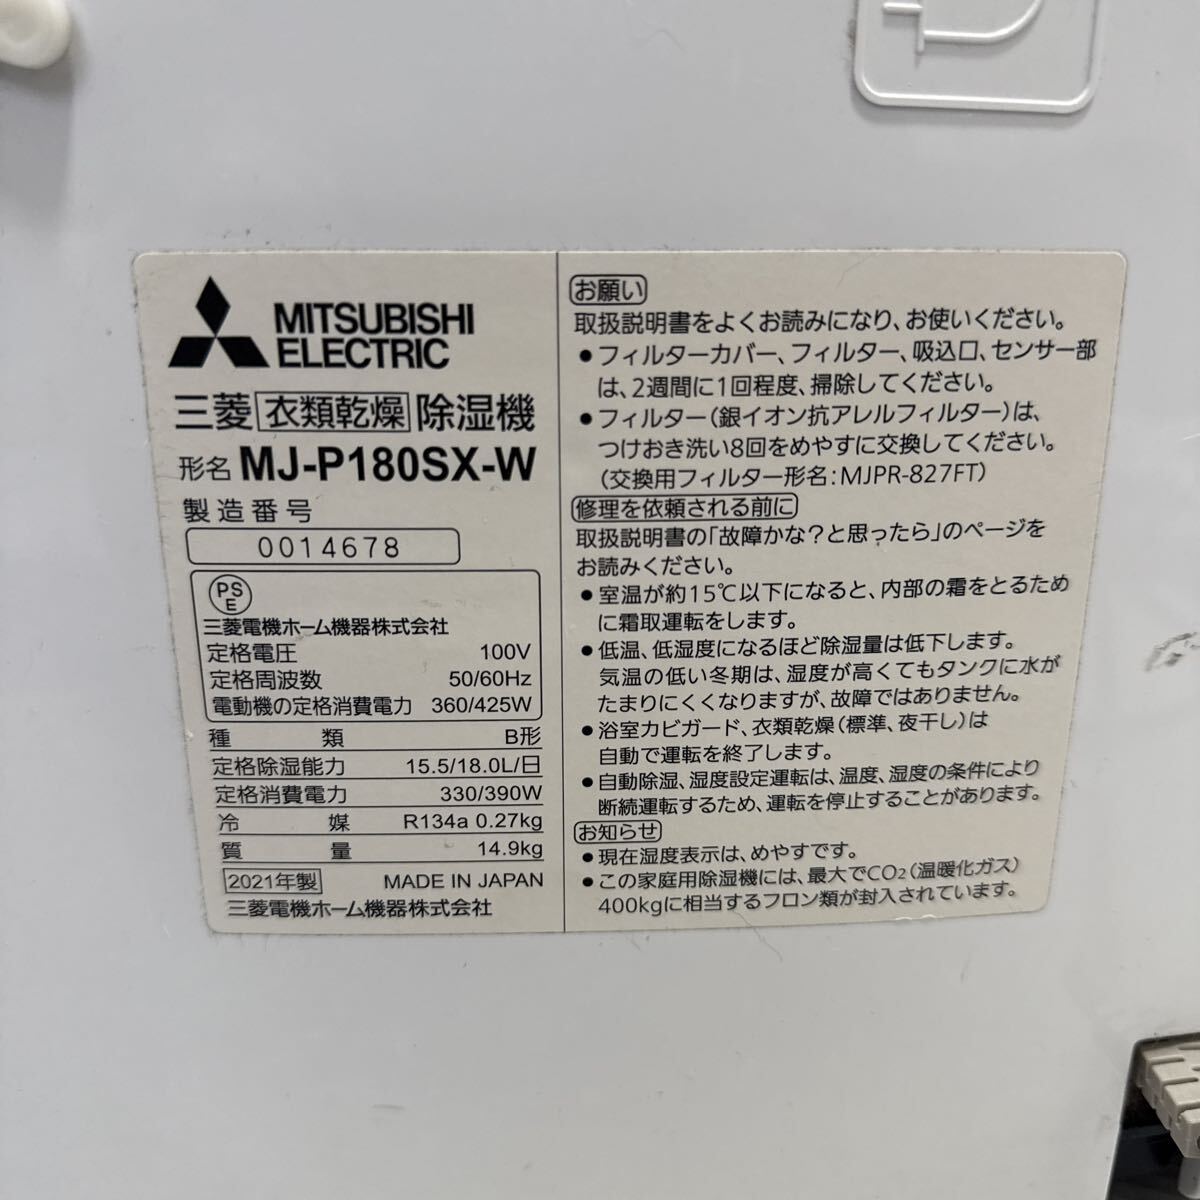 MITSUBISHI
ELECTRIC
三菱 衣類乾燥 除湿機
形名 MJ-P180SX-W
製造番号
0014678
PS
E
三菱電機ホーム機器株式会社
定格電圧 100V
定格周波数 50/60Hz
電動機の定格消費電力 360/425W
種類 B形
定格除湿能力 15.5/18.0L/日
定格消費電力 330/390W
冷媒 R134a 0.27kg
質量 14.9kg
2021年製 MADE IN JAPAN
三菱電機ホーム機器株式会社
お願い
取扱説明書をよくお読みになり、お使いください。
●フィルターカバー、フィルター、吸込口、センサー部
は、2週間に1回程度、掃除してください。
●フィルター(銀イオン抗アレルフィルター)は、
つけおき洗い8回をめやすに交換してください。
(交換用フィルター形名:MJPR-827FT)
修理を依頼される前に
取扱説明書の「故障かな?と思ったら」のページを
お読みください。
●室温が約15℃以下になると、内部の霜をとるため
に霜取運転をします。
●低温、低湿度になるほど除湿量は低下します。
気温の低い冬期は、湿度が高くてもタンクに水が
たまりにくくなりますが、故障ではありません。
●浴室カビガード、衣類乾燥(標準、夜干し)は
自動で運転を終了します。
●自動除湿、湿度設定運転は、温度、湿度の条件により
断続運転するため、運転を停止することがあります。
お知らせ
●現在湿度表示は、めやすです。
●この家庭用除湿機には、最大でCO2(温暖化ガス)
400kgに相当するフロン類が封入されています。